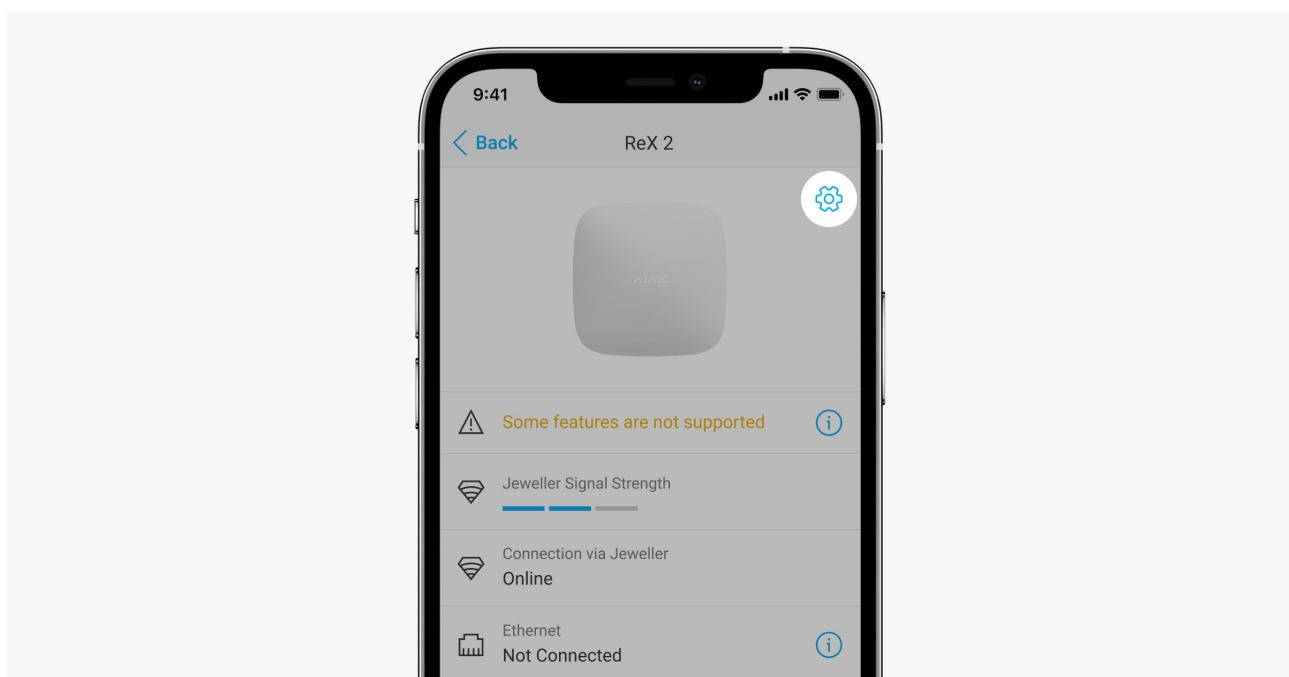 9:41
Back
ReX 2
AJAX
Some features are not supported
Jeweller Signal Strength
Connection via Jeweller
Online
Ethernet
Not Connected